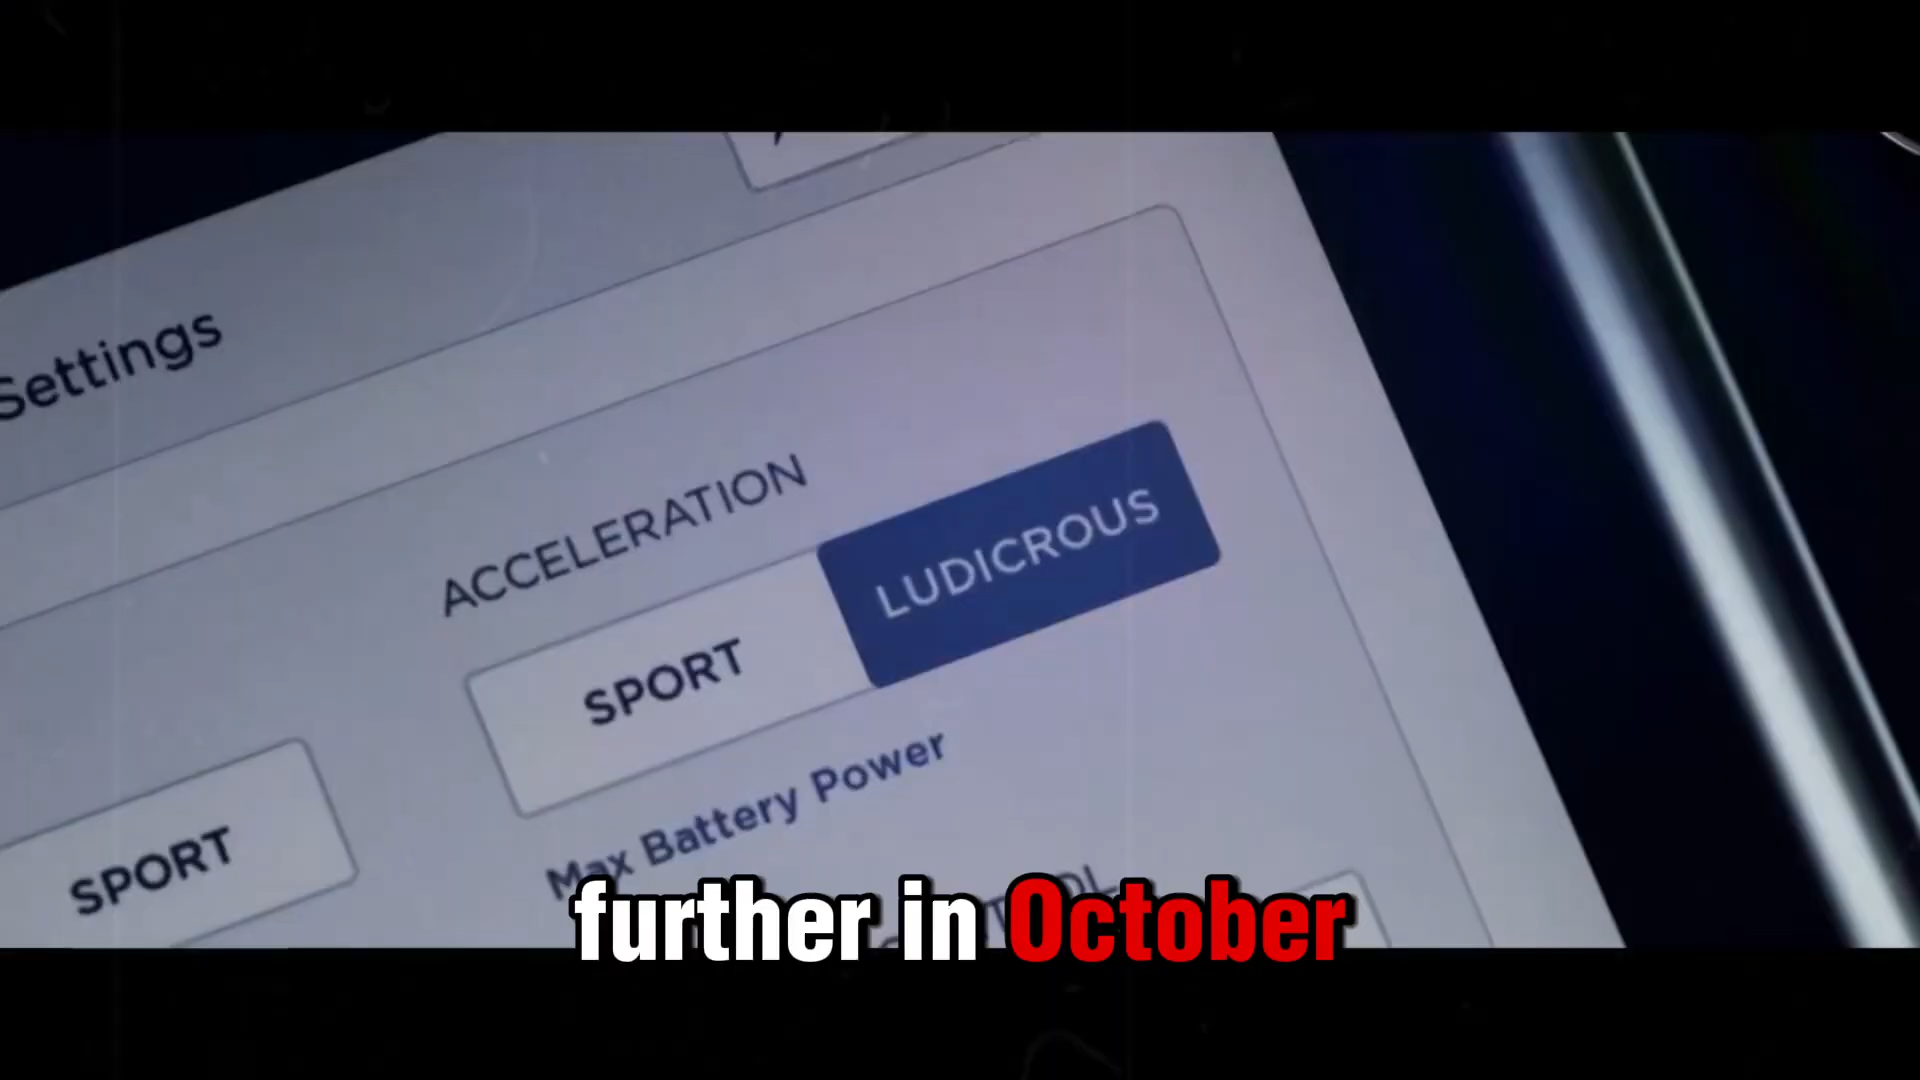 Settings
ACCELERATION
SPORT
LUDICROUS
Max Battery Power
SPORT
further in October